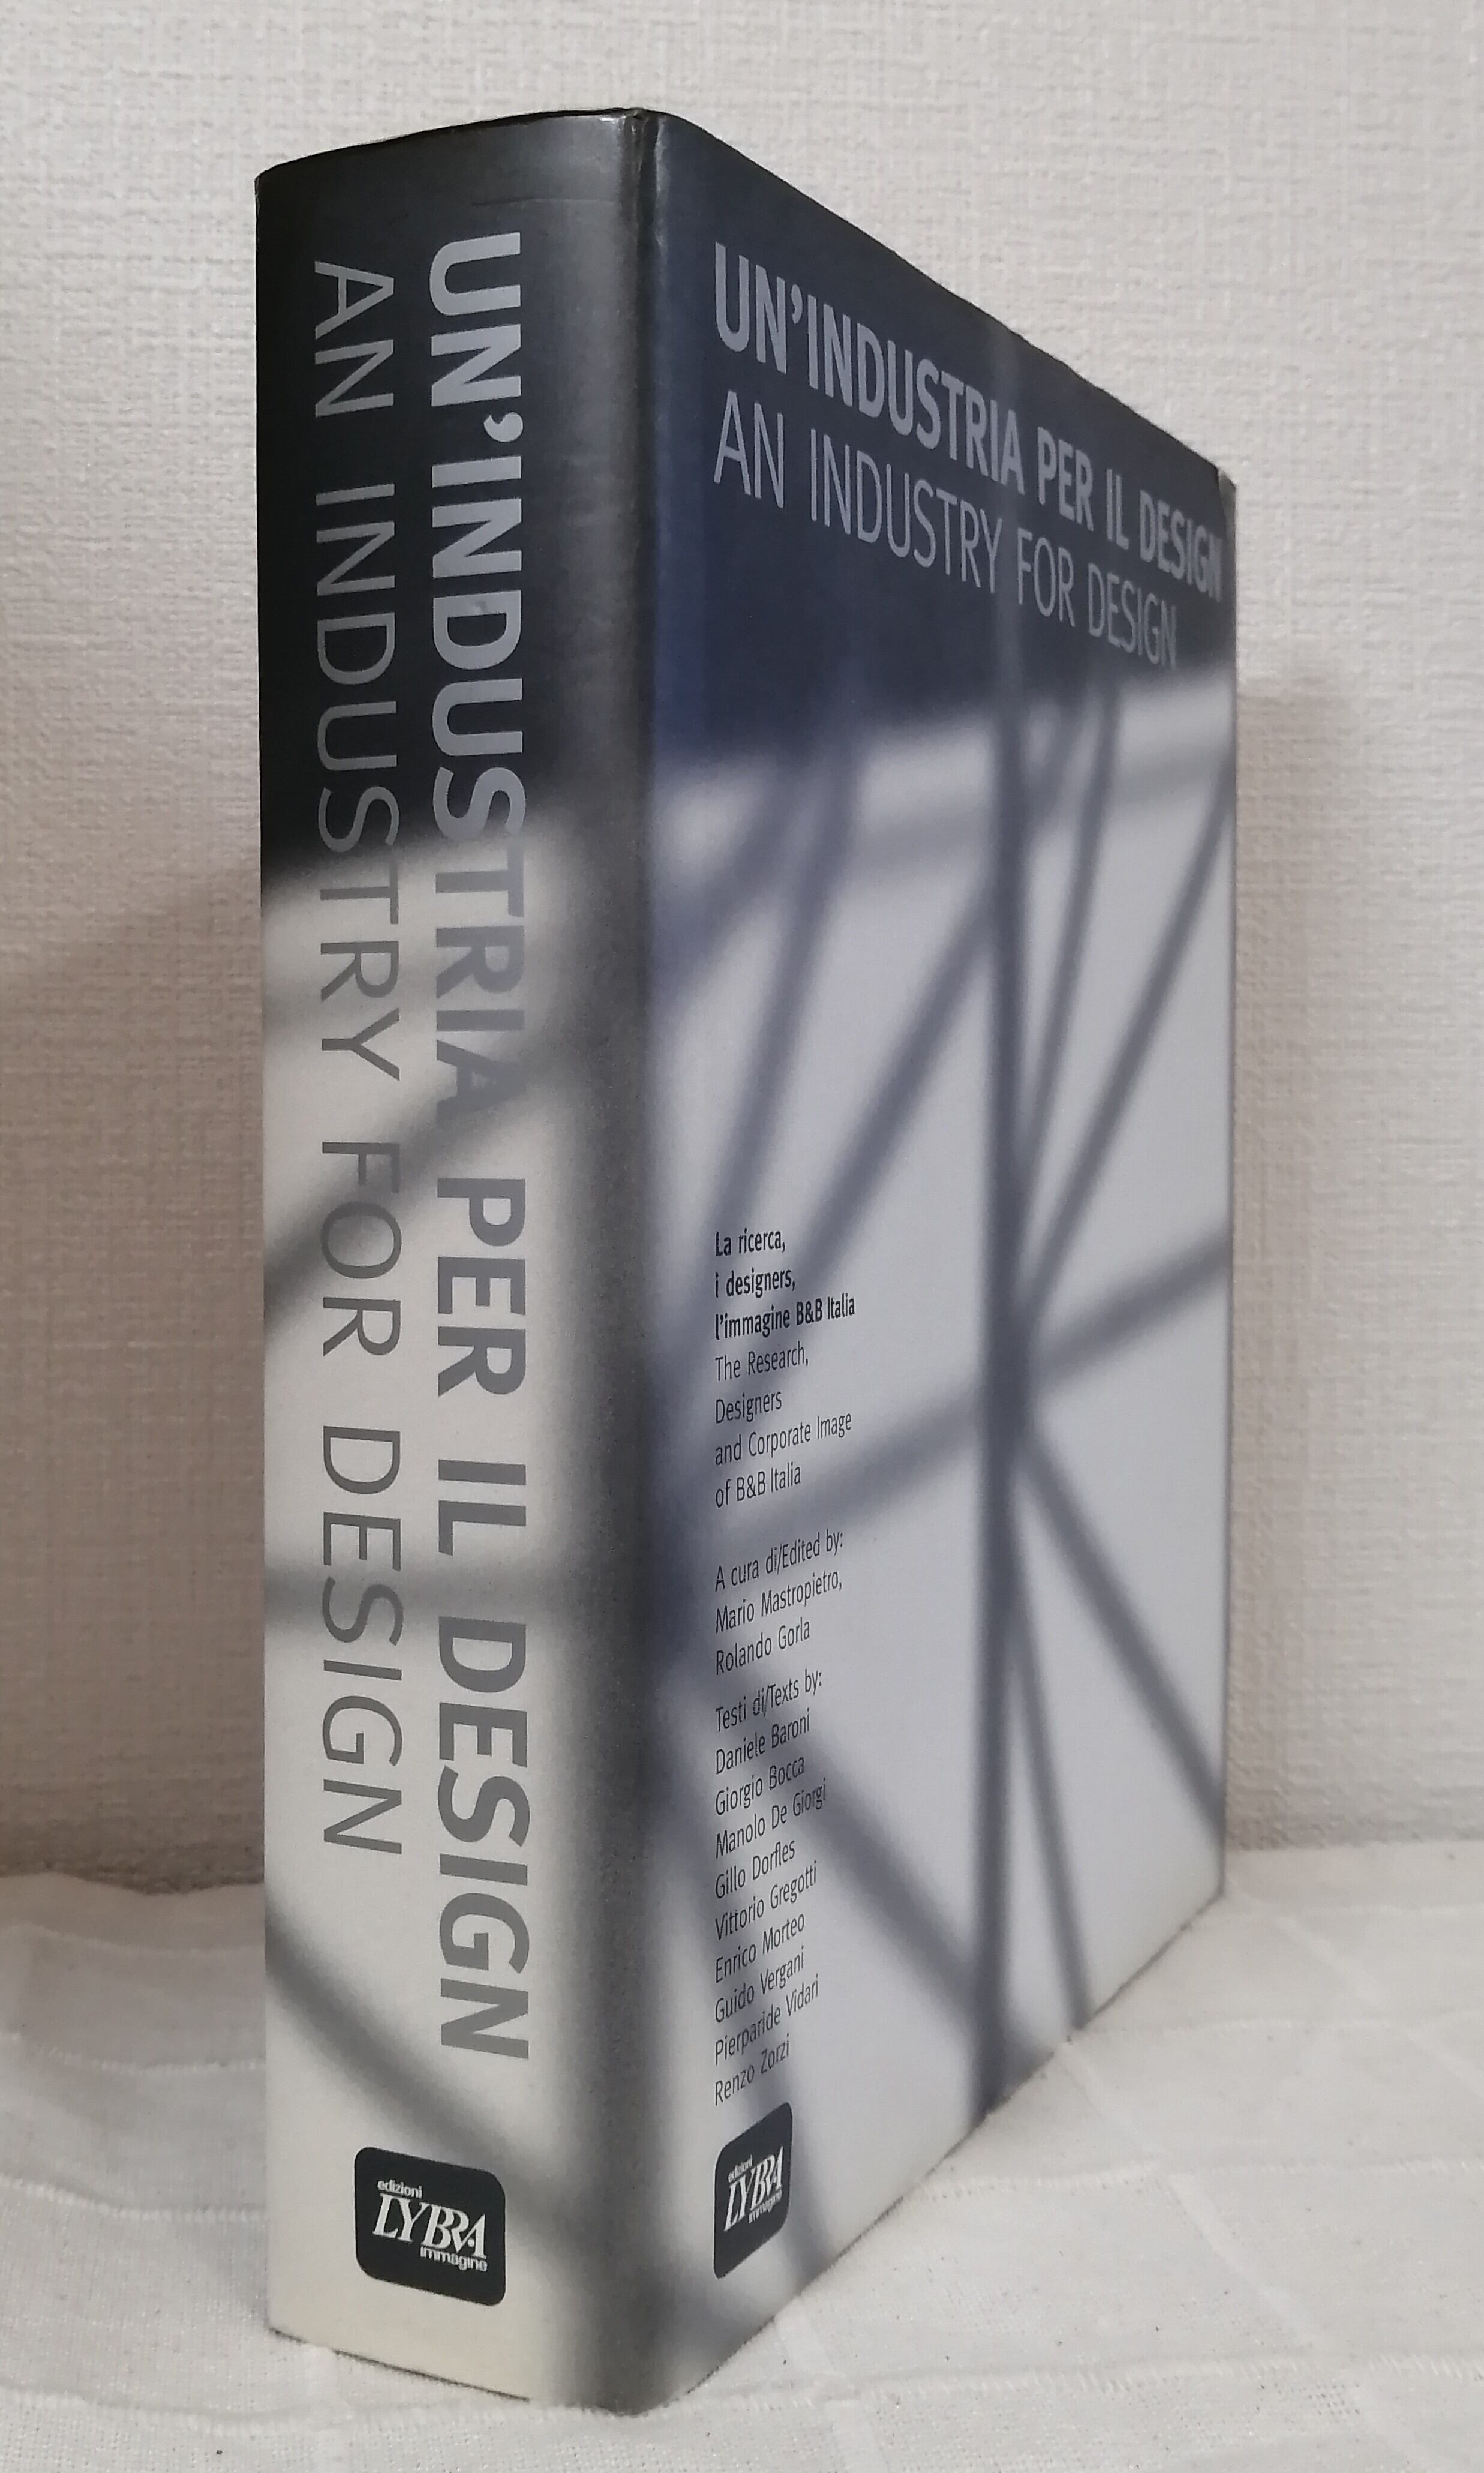 UN'INDUSTRIA PER IL DESIGN
AN INDUSTRY FOR DESIGN
edizioni
LYBRA
immagine
UN'INDUSTRIA PER IL DESIGN
AN INDUSTRY FOR DESIGN
La ricerca,
i designers,
l'immagine B&B Italia
The Research,
Designers
and Corporate Image
of B&B Italia
A cura di/Edited by:
Mario Mastropietro,
Rolando Gorla
Testi di/Texts by:
Daniele Baroni
Giorgio Bocca
Manolo De Giorgi
Gillo Dorfles
Vittorio Gregotti
Enrico Morteo
Guido Vergani
Pierparide Vidari
Renzo Zorzi
edizioni
LYBRA
immagine